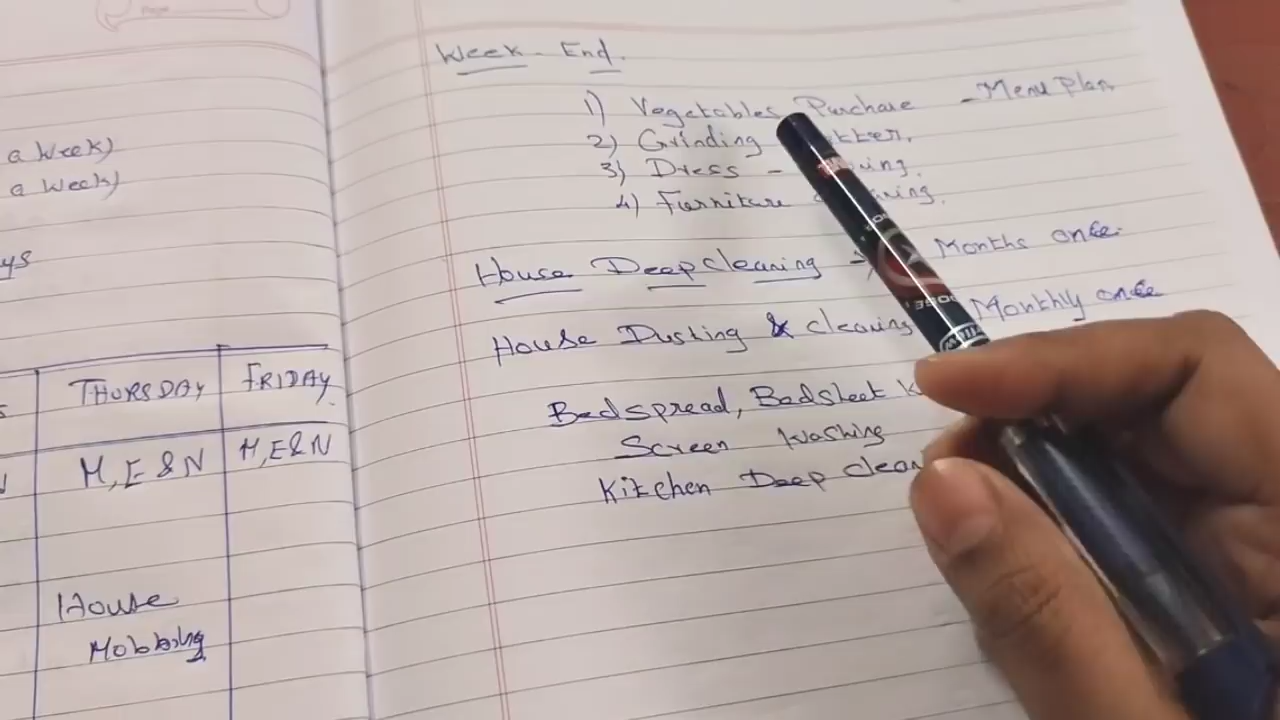 a week)
a week)
ys
THURSDAY FRIDAY
M, E & N M, E & N
House
Mobbing
Week - End.
1) Vegetables Purchase - Menu Plan
2) Grinding
3) Dress -
4) Furniture
House Deep cleaning - Months once.
House Dusting & cleaning Monthly once
Bedspread, Bedsheet
Screen Washing
Kitchen Deep clean